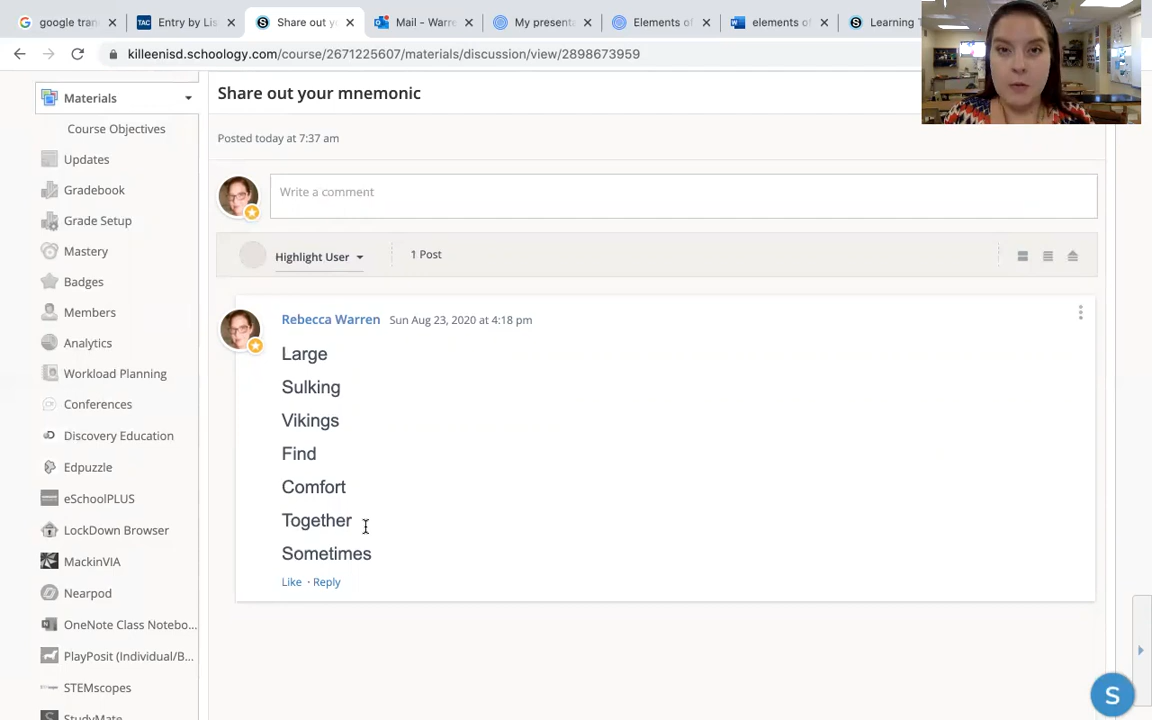 google tran
Entry by Lis
Share out yo
Mail - Warre
My presenta
Elements of
elements of
Learning T
killeenisd.schoology.com/course/2671225607/materials/discussion/view/2898673959
Materials
Course Objectives
Updates
Gradebook
Grade Setup
Mastery
Badges
Members
Analytics
Workload Planning
Conferences
Discovery Education
Edpuzzle
eSchoolPLUS
LockDown Browser
MackinVIA
Nearpod
OneNote Class Notebo...
PlayPosit (Individual/B...
STEMscopes
StudyMate
Share out your mnemonic
Posted today at 7:37 am
Write a comment
Highlight User
1 Post
Rebecca Warren Sun Aug 23, 2020 at 4:18 pm
Large
Sulking
Vikings
Find
Comfort
Together
Sometimes
Like · Reply
S